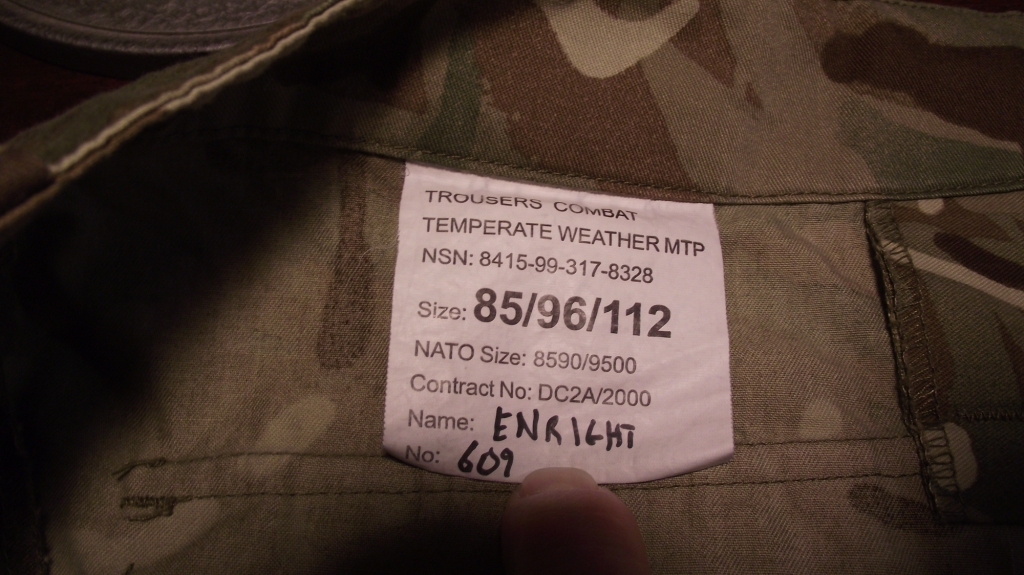 TROUSERS COMBAT
TEMPERATE WEATHER MTP
NSN: 8415-99-317-8328
Size: 85/96/112
NATO Size: 8590/9500
Contract No: DC2A/2000
Name: ENRIGHT
No: 609